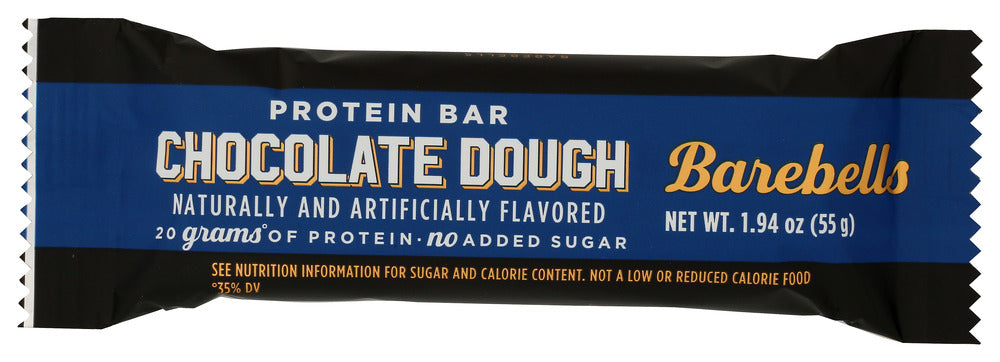 BAREBELLS
PROTEIN BAR
CHOCOLATE DOUGH
NATURALLY AND ARTIFICIALLY FLAVORED
20 grams° OF PROTEIN · no ADDED SUGAR
Barebells
NET WT. 1.94 oz (55 g)
SEE NUTRITION INFORMATION FOR SUGAR AND CALORIE CONTENT. NOT A LOW OR REDUCED CALORIE FOOD
°35% DV